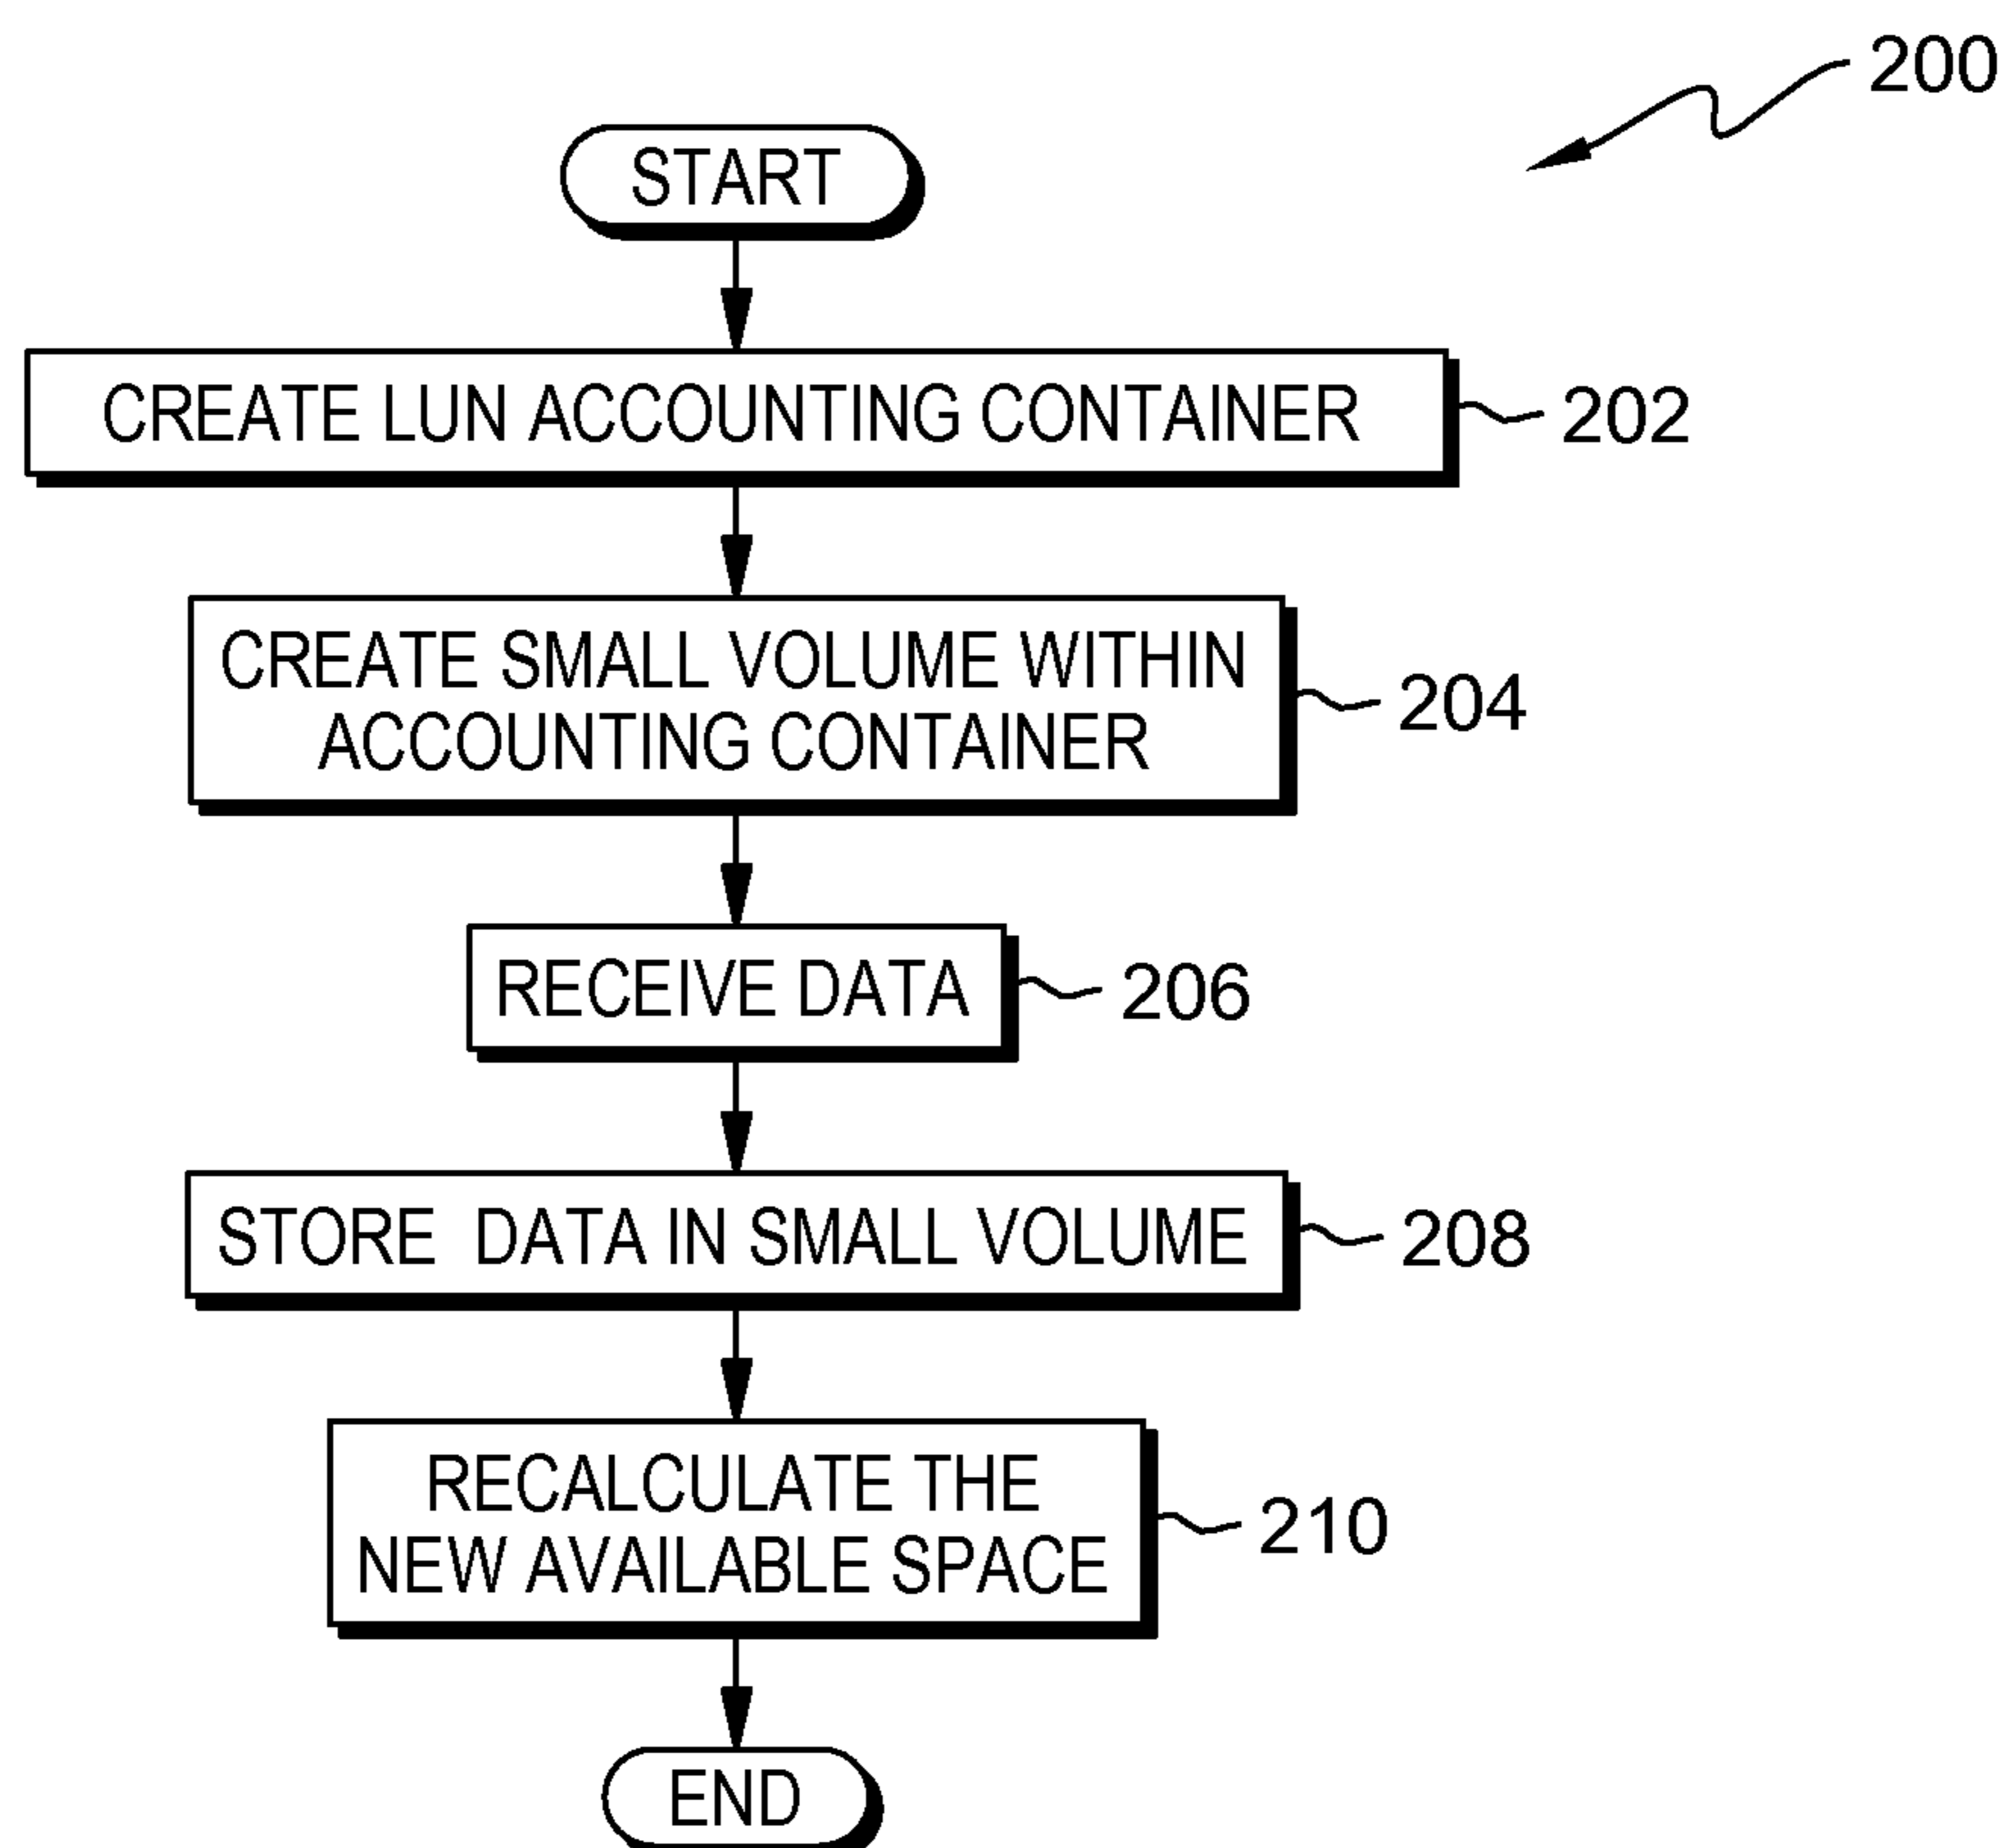 200
START
CREATE LUN ACCOUNTING CONTAINER
202
CREATE SMALL VOLUME WITHIN
ACCOUNTING CONTAINER
204
RECEIVE DATA
206
STORE DATA IN SMALL VOLUME
208
RECALCULATE THE
NEW AVAILABLE SPACE
210
END